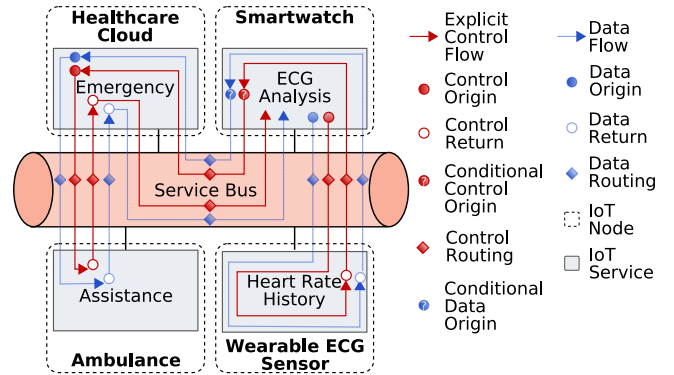 Healthcare
Cloud
Emergency
Smartwatch
ECG
Analysis
?
?
Service Bus
Assistance
Ambulance
Heart Rate
History
Wearable ECG
Sensor
Explicit
Control
Flow
Control
Origin
Control
Return
?
Conditional
Control
Origin
Control
Routing
?
Conditional
Data
Origin
Data
Flow
Data
Origin
Data
Return
Data
Routing
IoT
Node
IoT
Service